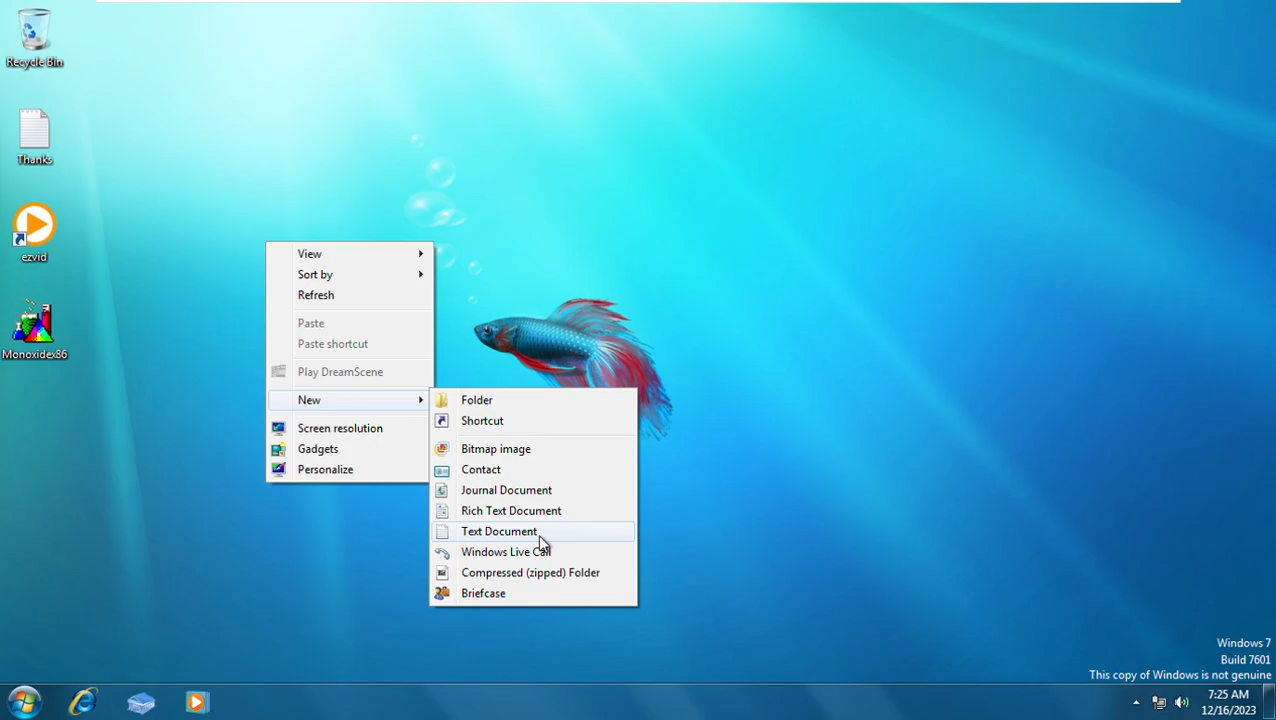 Recycle Bin
Thanks
ezvid
Monoxidex86
View
Sort by
Refresh
Paste
Paste shortcut
Play DreamScene
New
Screen resolution
Gadgets
Personalize
Folder
Shortcut
Bitmap image
Contact
Journal Document
Rich Text Document
Text Document
Windows Live Call
Compressed (zipped) Folder
Briefcase
Windows 7
Build 7601
This copy of Windows is not genuine
7:25 AM
12/16/2023